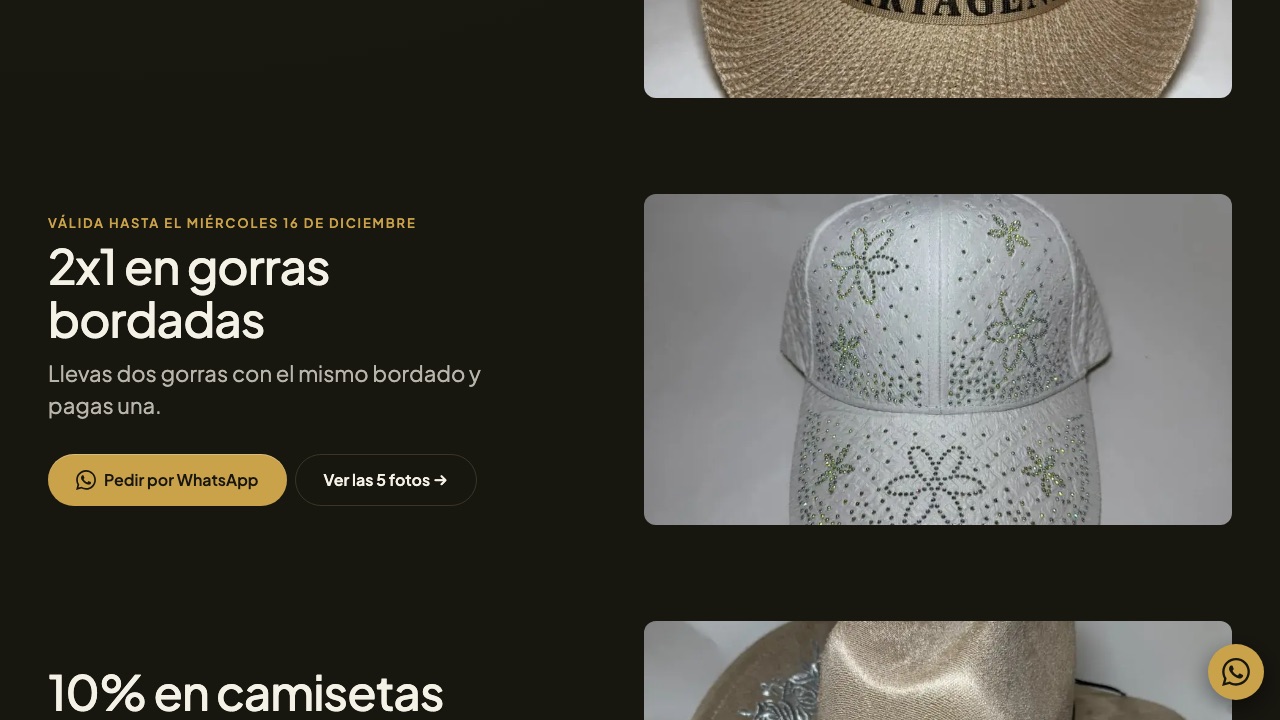 VÁLIDA HASTA EL MIÉRCOLES 16 DE DICIEMBRE
2x1 en gorras
bordadas
Llevas dos gorras con el mismo bordado y
pagas una.
Pedir por WhatsApp
Ver las 5 fotos →
10% en camisetas